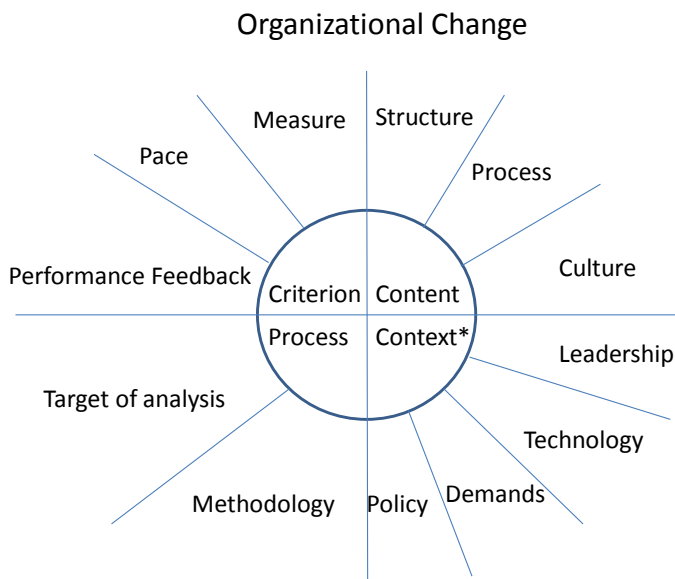 Organizational Change
Measure
Structure
Pace
Process
Performance Feedback
Criterion
Content
Culture
Process
Context*
Leadership
Target of analysis
Technology
Methodology
Policy
Demands